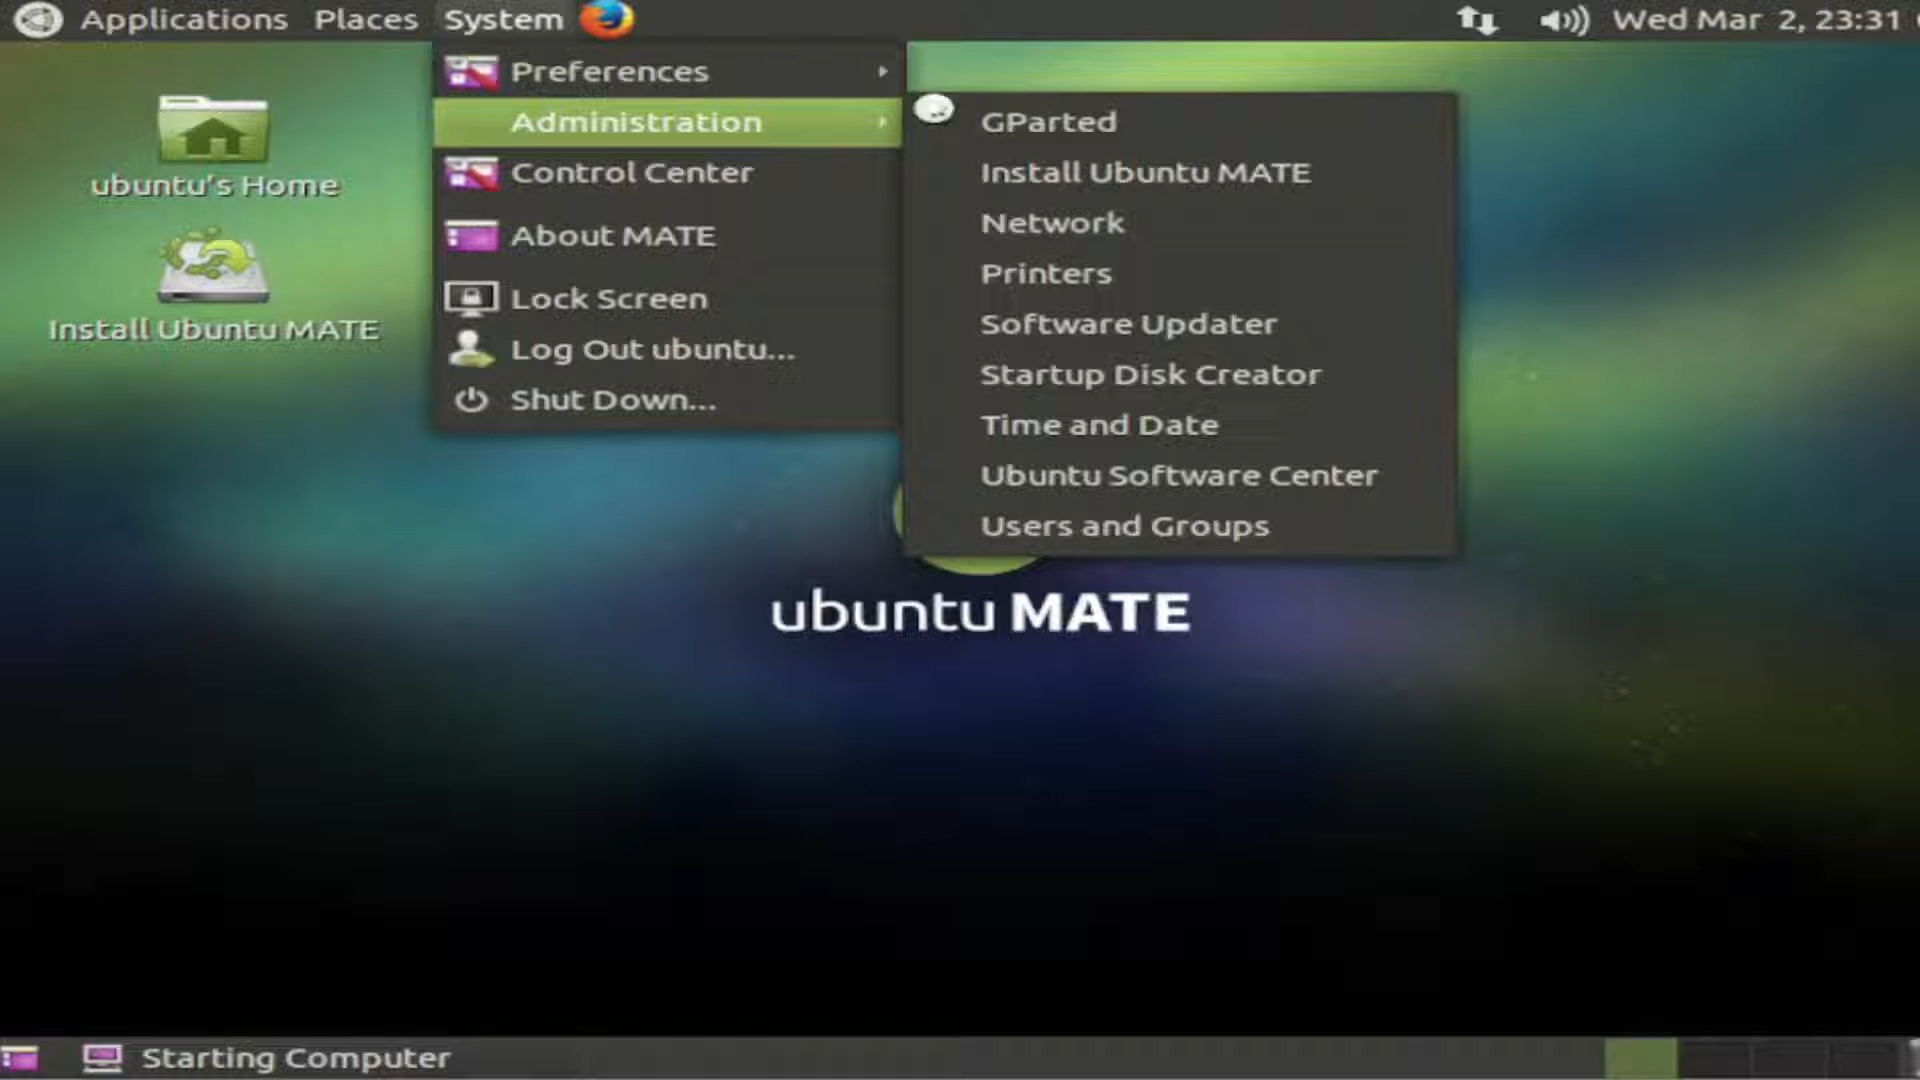 Applications Places System Wed Mar 2, 23:31
Preferences
Administration
Control Center
About MATE
Lock Screen
Log Out ubuntu...
Shut Down...
GParted
Install Ubuntu MATE
Network
Printers
Software Updater
Startup Disk Creator
Time and Date
Ubuntu Software Center
Users and Groups
ubuntu's Home
Install Ubuntu MATE
ubuntu MATE
Starting Computer